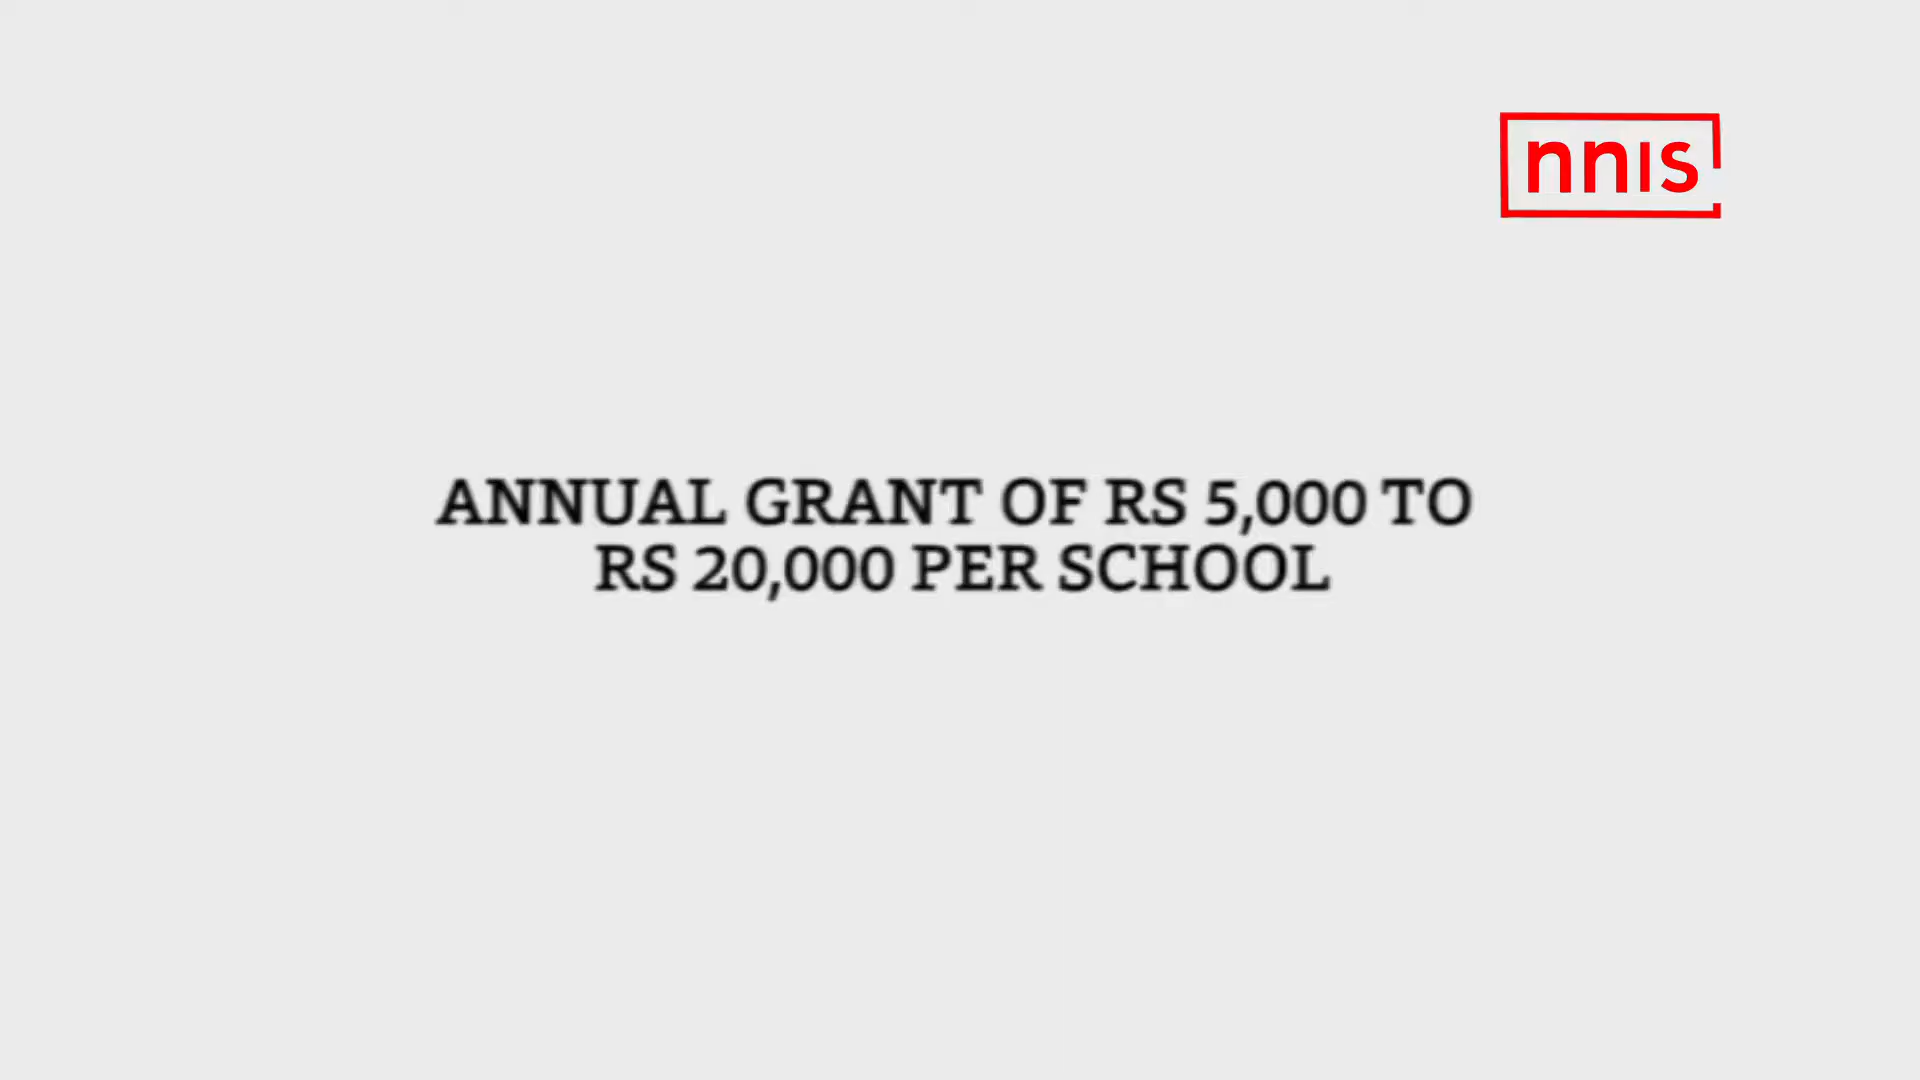 nnis
ANNUAL GRANT OF RS 5,000 TO
RS 20,000 PER SCHOOL